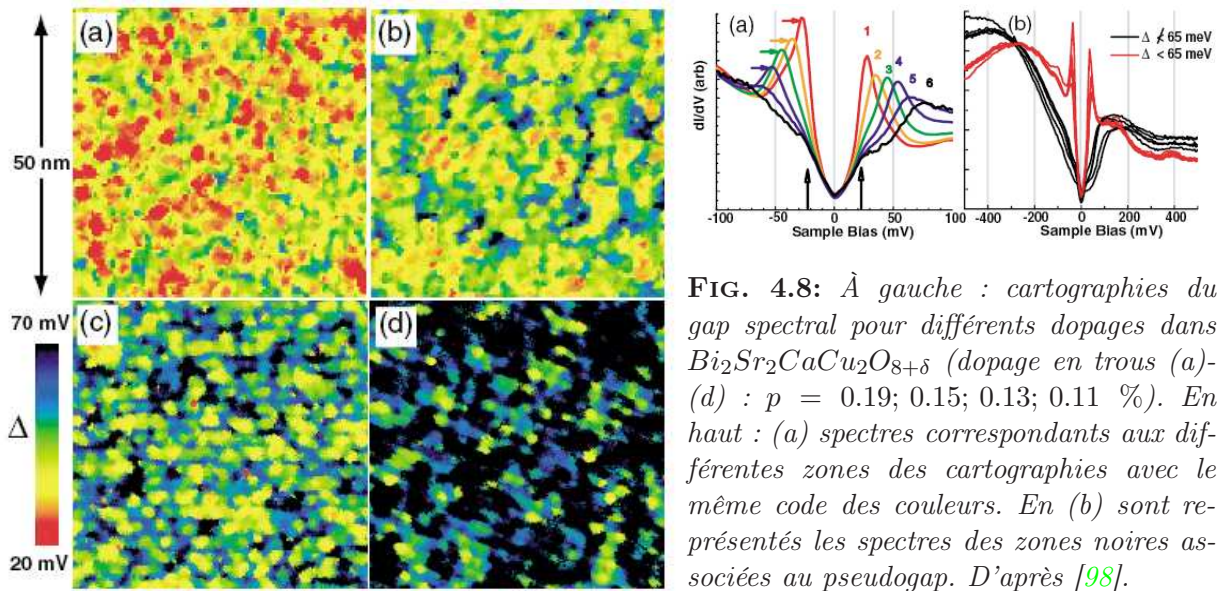 (a)
(b)
50 nm
(c)
(d)
70 mV
Δ
20 mV
(a)
1
2
3
4
5
6
dI/dV (arb)
-100 -50 0 50 100
Sample Bias (mV)
(b)
Δ ≮ 65 meV
Δ < 65 meV
-400 -200 0 200 400
Sample Bias (mV)
FIG. 4.8: À gauche : cartographies du
gap spectral pour différents dopages dans
Bi₂Sr₂CaCu₂O₈₊δ (dopage en trous (a)-
(d) : p = 0.19; 0.15; 0.13; 0.11 %). En
haut : (a) spectres correspondants aux dif-
férentes zones des cartographies avec le
même code des couleurs. En (b) sont re-
présentés les spectres des zones noires as-
sociées au pseudogap. D'après [98].